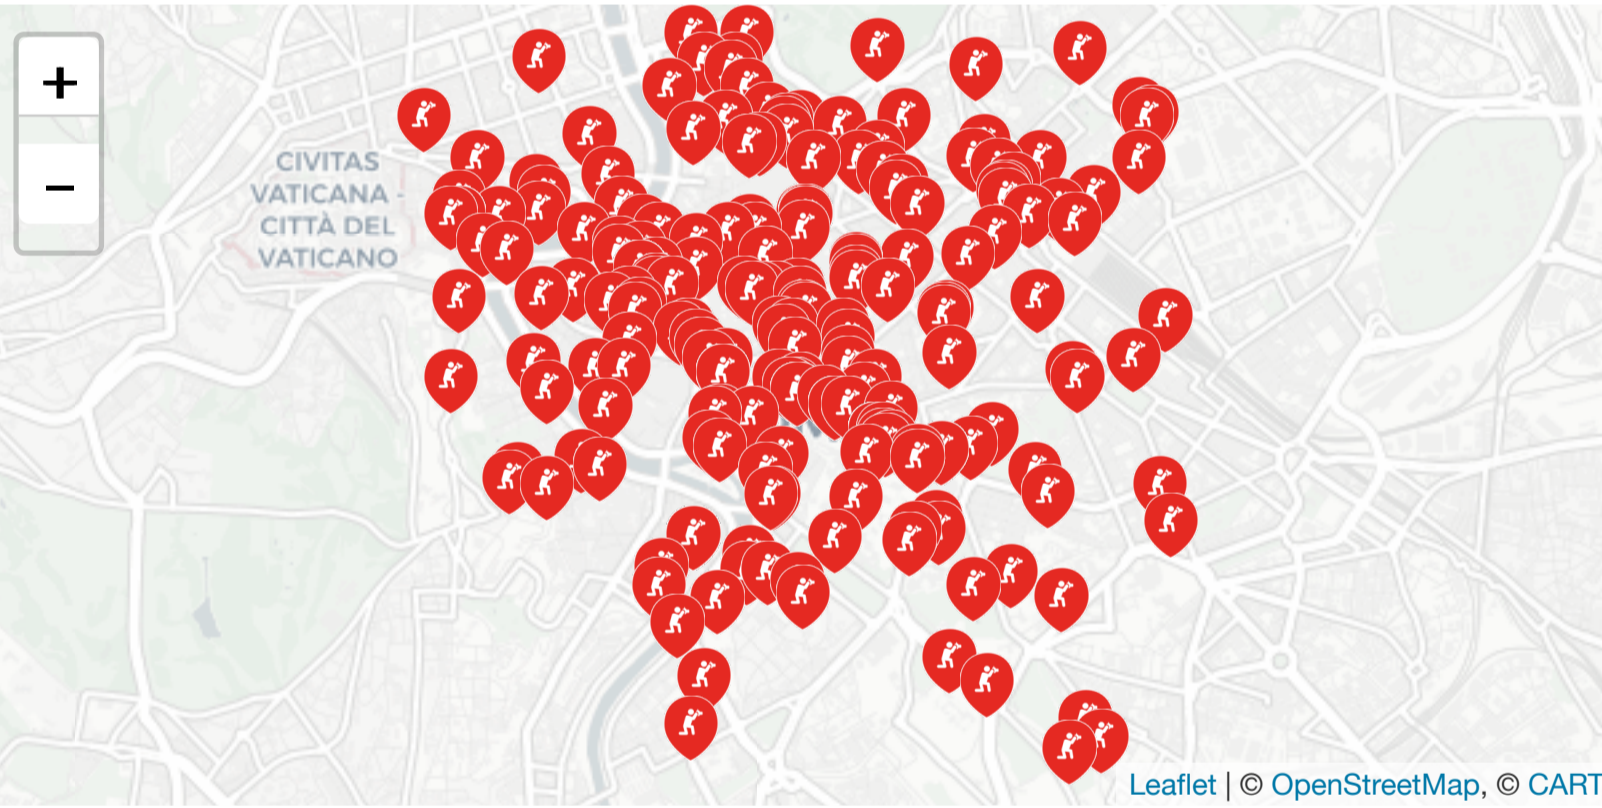 +
−
CIVITAS
VATICANA -
CITTÀ DEL
VATICANO
Leaflet | © OpenStreetMap, © CART